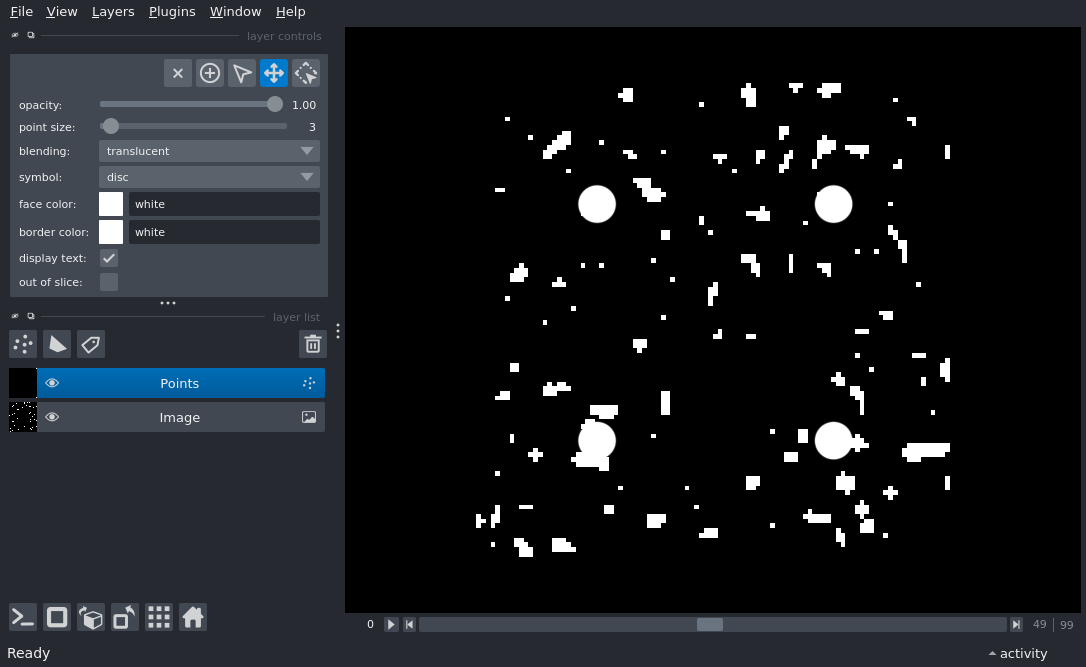 File View Layers Plugins Window Help
layer controls
opacity: 1.00
point size: 3
blending: translucent
symbol: disc
face color: white
border color: white
display text:
out of slice:
layer list
Points
Image
0 49 99
Ready activity